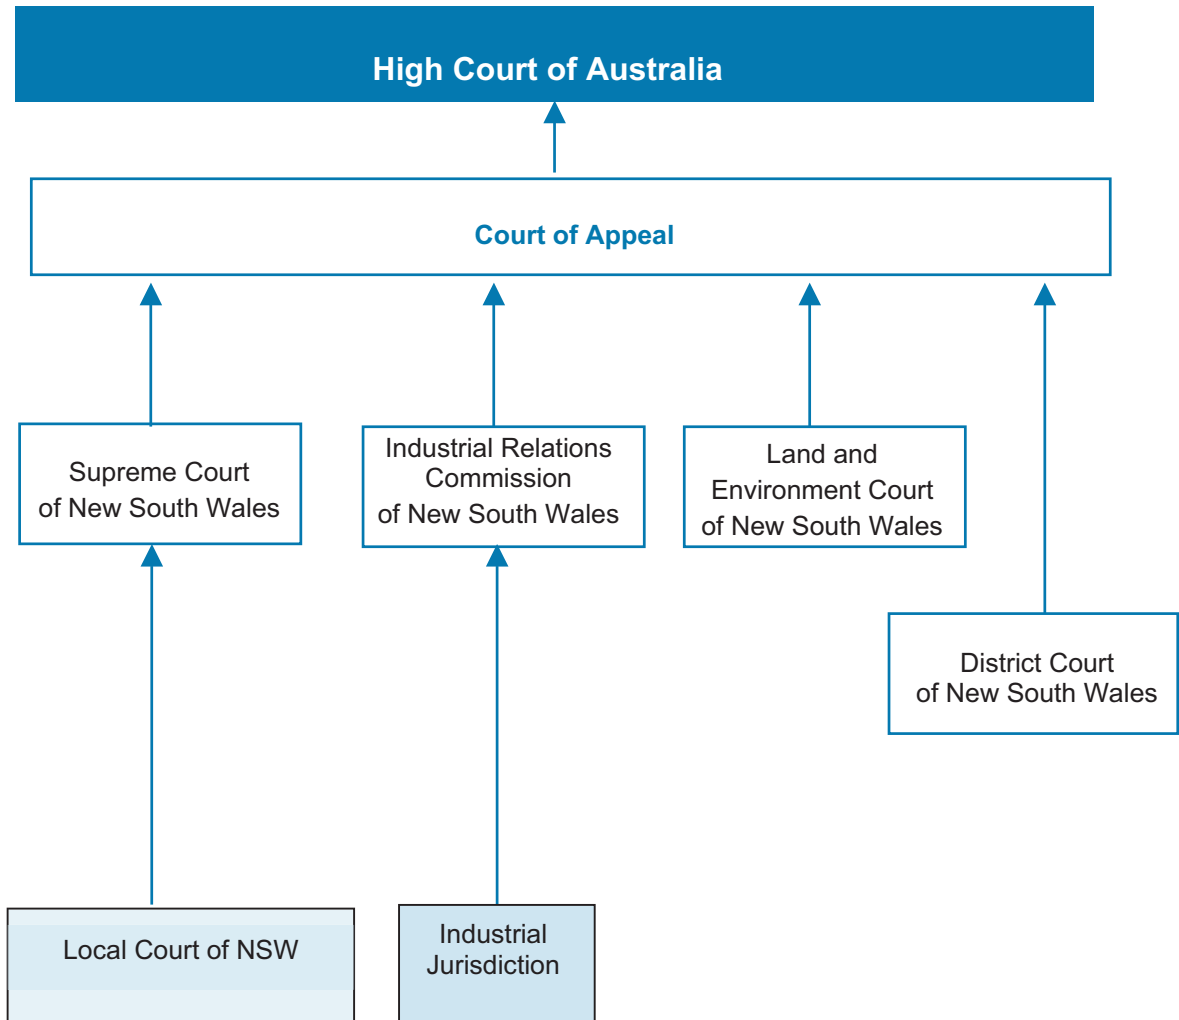 High Court of Australia
Court of Appeal
Supreme Court
of New South Wales
Industrial Relations
Commission
of New South Wales
Land and
Environment Court
of New South Wales
District Court
of New South Wales
Local Court of NSW
Industrial
Jurisdiction